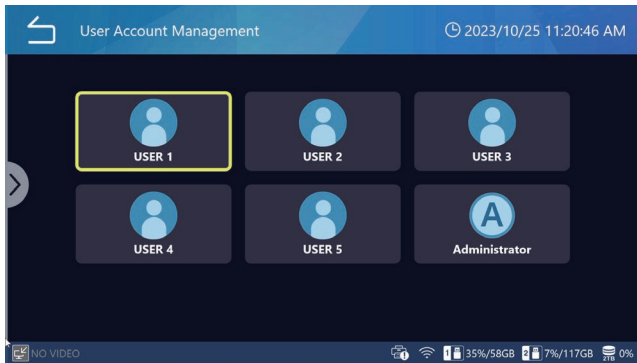 User Account Management 2023/10/25 11:20:46 AM
USER 1 USER 2 USER 3
USER 4 USER 5 A Administrator
NO VIDEO 1 35%/58GB 2 7%/117GB 2TB 0%